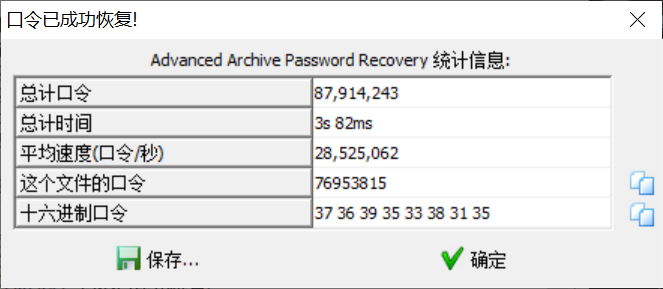 口令已成功恢复!
Advanced Archive Password Recovery 统计信息:
总计口令 87,914,243
总计时间 3s 82ms
平均速度(口令/秒) 28,525,062
这个文件的口令 76953815
十六进制口令 37 36 39 35 33 38 31 35
保存... 确定